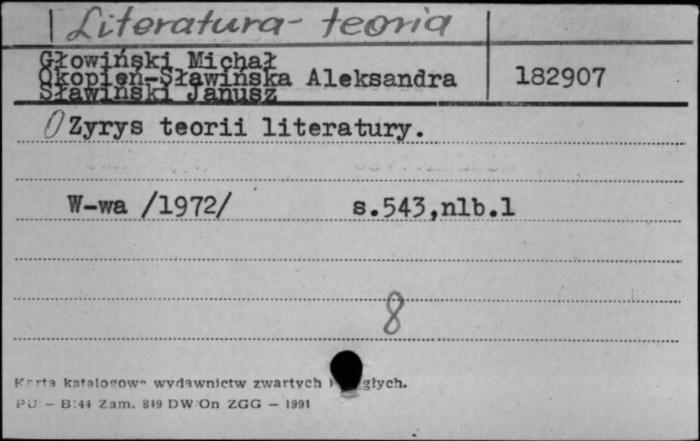 Literatura - teoria
Głowiński Michał
Okopień-Sławińska Aleksandra 182907
Sławiński Janusz
Zyrys teorii literatury.
W-wa /1972/ s.543,nlb.1
8
Karta katalogowa wydawnictw zwartych
PU - B.44 Zam. 849 DW/On ZGG - 1991